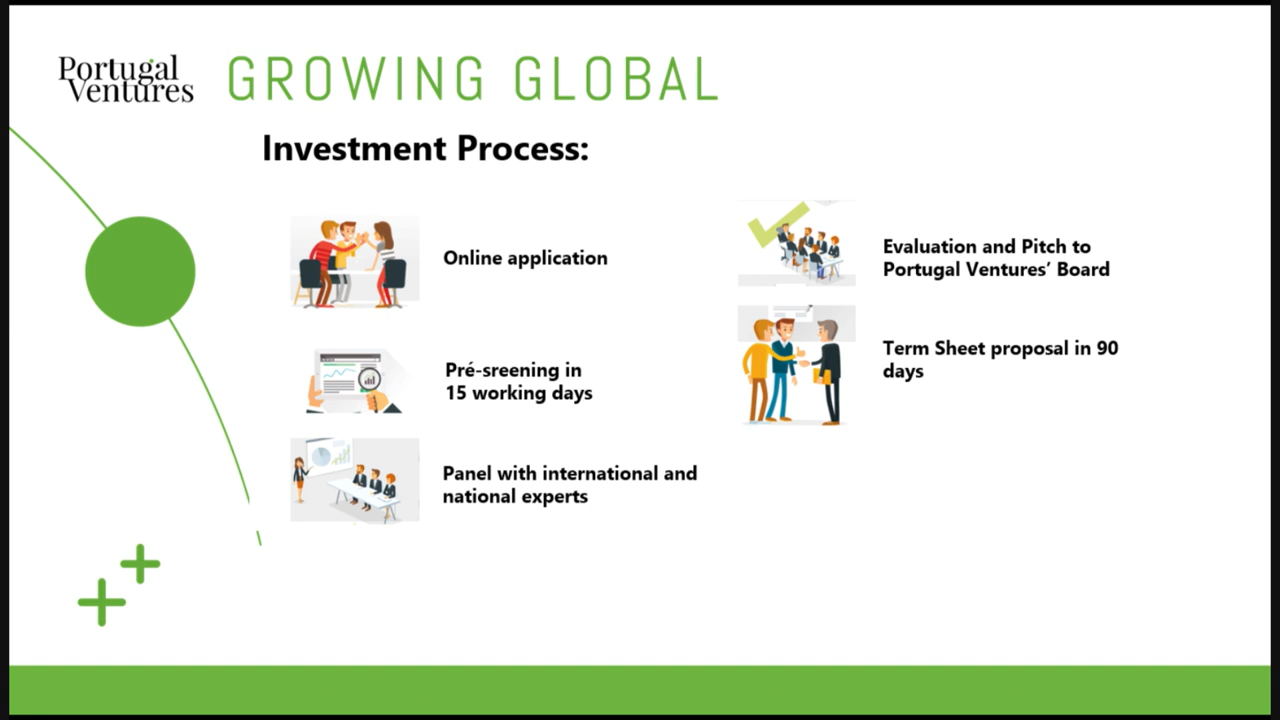 Portugal
Ventures
GROWING GLOBAL
Investment Process:
Online application
Pré-sreening in
15 working days
Panel with international and
national experts
Evaluation and Pitch to
Portugal Ventures’ Board
Term Sheet proposal in 90
days